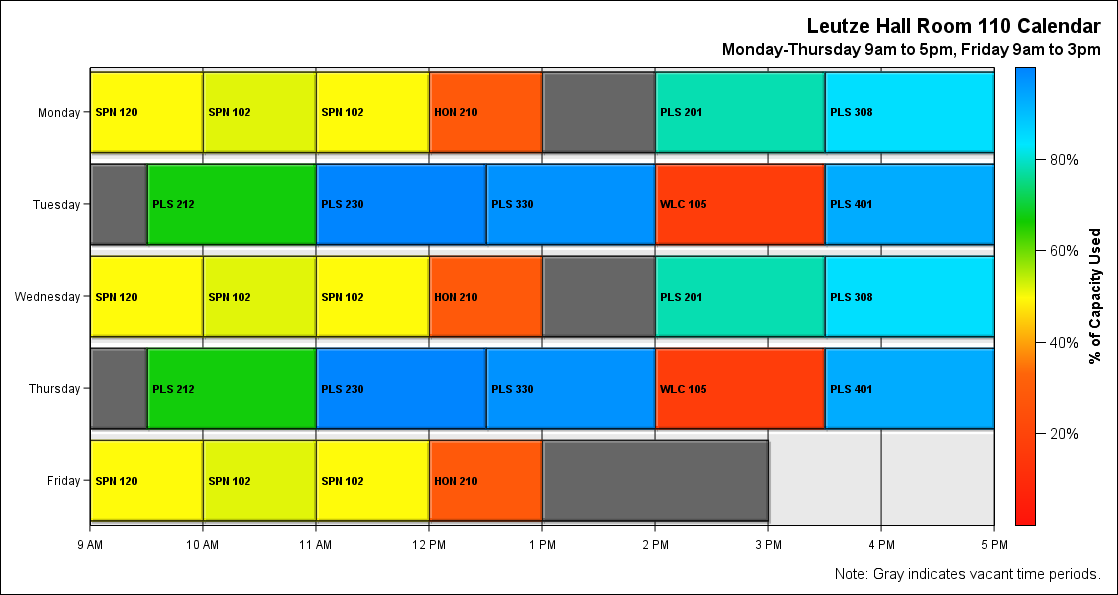 Leutze Hall Room 110 Calendar
Monday-Thursday 9am to 5pm, Friday 9am to 3pm
Monday
SPN 120
SPN 102
SPN 102
HON 210
PLS 201
PLS 308
Tuesday
PLS 212
PLS 230
PLS 330
WLC 105
PLS 401
Wednesday
SPN 120
SPN 102
SPN 102
HON 210
PLS 201
PLS 308
Thursday
PLS 212
PLS 230
PLS 330
WLC 105
PLS 401
Friday
SPN 120
SPN 102
SPN 102
HON 210
9 AM
10 AM
11 AM
12 PM
1 PM
2 PM
3 PM
4 PM
5 PM
80%
60%
40%
20%
% of Capacity Used
Note: Gray indicates vacant time periods.